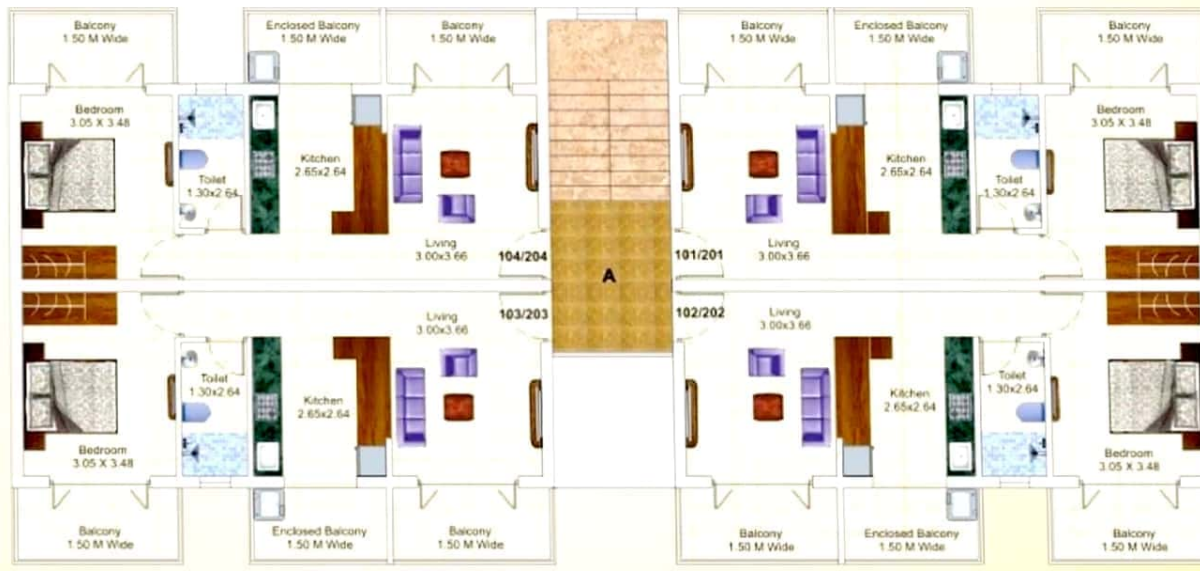 Balcony
1.50 M Wide
Enclosed Balcony
1.50 M Wide
Balcony
1.50 M Wide
Balcony
1.50 M Wide
Enclosed Balcony
1.50 M Wide
Balcony
1.50 M Wide
Bedroom
3.05 X 3.48
Toilet
1.30x2.64
Kitchen
2.65x2.64
Living
3.00x3.66
104/204
A
101/201
Living
3.00x3.66
Kitchen
2.65x2.64
Toilet
1.30x2.64
Bedroom
3.05 X 3.48
103/203
Living
3.00x3.66
Kitchen
2.65x2.64
Toilet
1.30x2.64
Bedroom
3.05 X 3.48
102/202
Living
3.00x3.66
Kitchen
2.65x2.64
Toilet
1.30x2.64
Bedroom
3.05 X 3.48
Balcony
1.50 M Wide
Enclosed Balcony
1.50 M Wide
Balcony
1.50 M Wide
Balcony
1.50 M Wide
Enclosed Balcony
1.50 M Wide
Balcony
1.50 M Wide